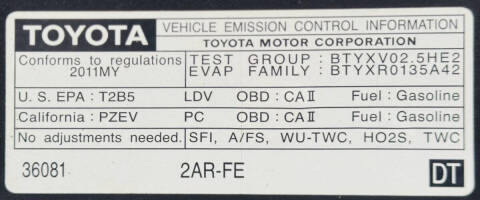 TOYOTA VEHICLE EMISSION CONTROL INFORMATION
TOYOTA MOTOR CORPORATION
Conforms to regulations TEST GROUP : BTYXV02.5HE2
2011MY EVAP FAMILY : BTYXR0135A42
U. S. EPA : T2B5 LDV OBD: CAⅡ Fuel: Gasoline
California: PZEV PC OBD: CAⅡ Fuel: Gasoline
No adjustments needed. SFI, A/FS, WU-TWC, HO2S, TWC
36081 2AR-FE DT